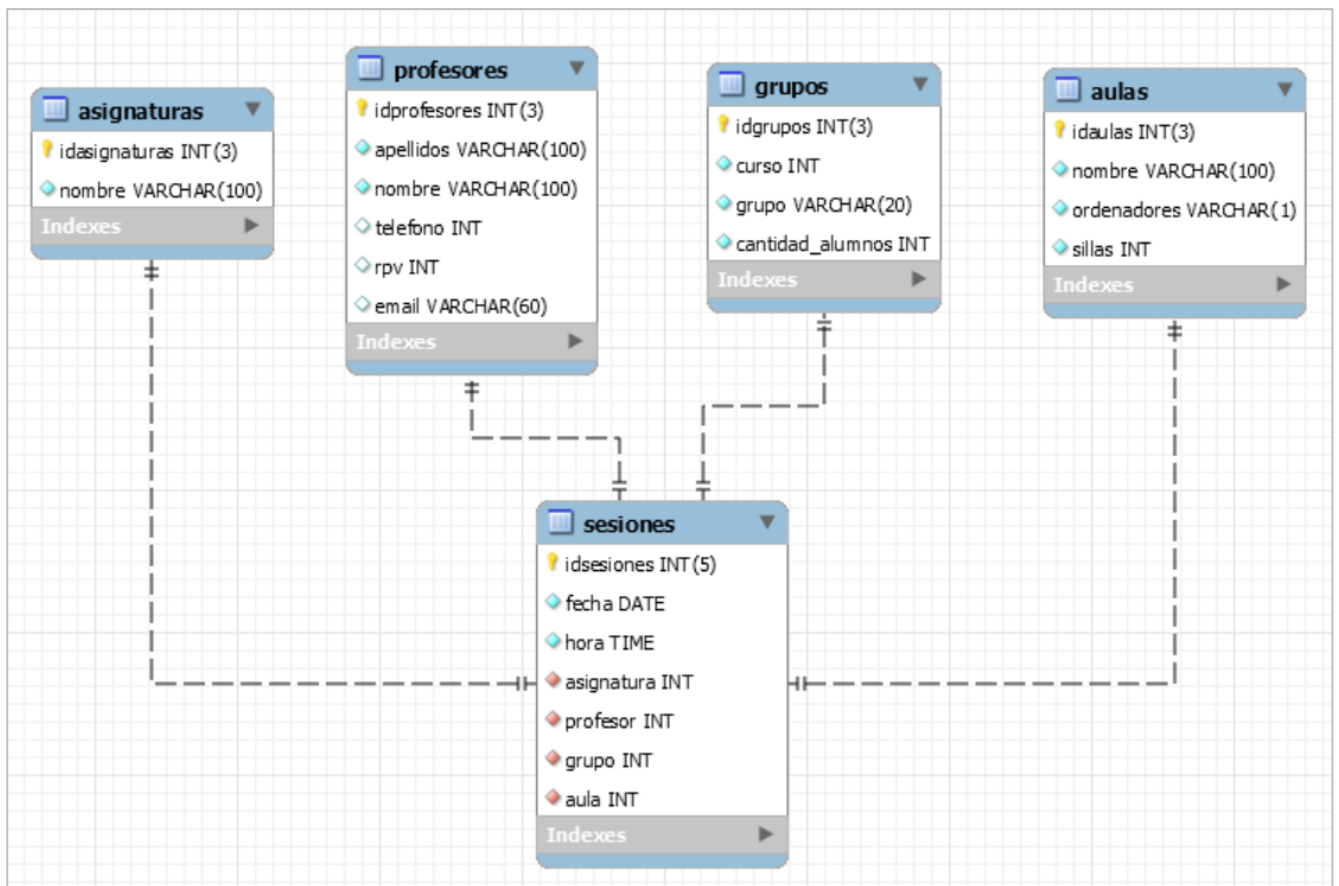 asignaturas
idasignaturas INT(3)
nombre VARCHAR(100)
Indexes
profesores
idprofesores INT(3)
apellidos VARCHAR(100)
nombre VARCHAR(100)
telefono INT
rpv INT
email VARCHAR(60)
Indexes
grupos
idgrupos INT(3)
curso INT
grupo VARCHAR(20)
cantidad_alumnos INT
Indexes
aulas
idaulas INT(3)
nombre VARCHAR(100)
ordenadores VARCHAR(1)
sillas INT
Indexes
sesiones
idsesiones INT(5)
fecha DATE
hora TIME
asignatura INT
profesor INT
grupo INT
aula INT
Indexes